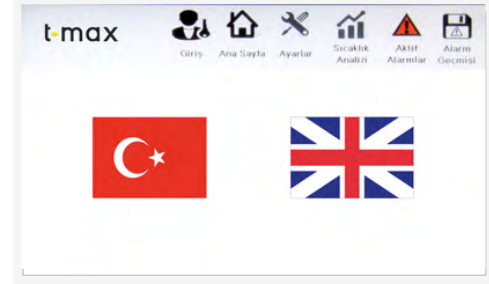 t-max
Giriş
Ana Sayfa
Ayarlar
Sıcaklık
Analizi
Aktif
Alarmlar
Alarm
Geçmişi